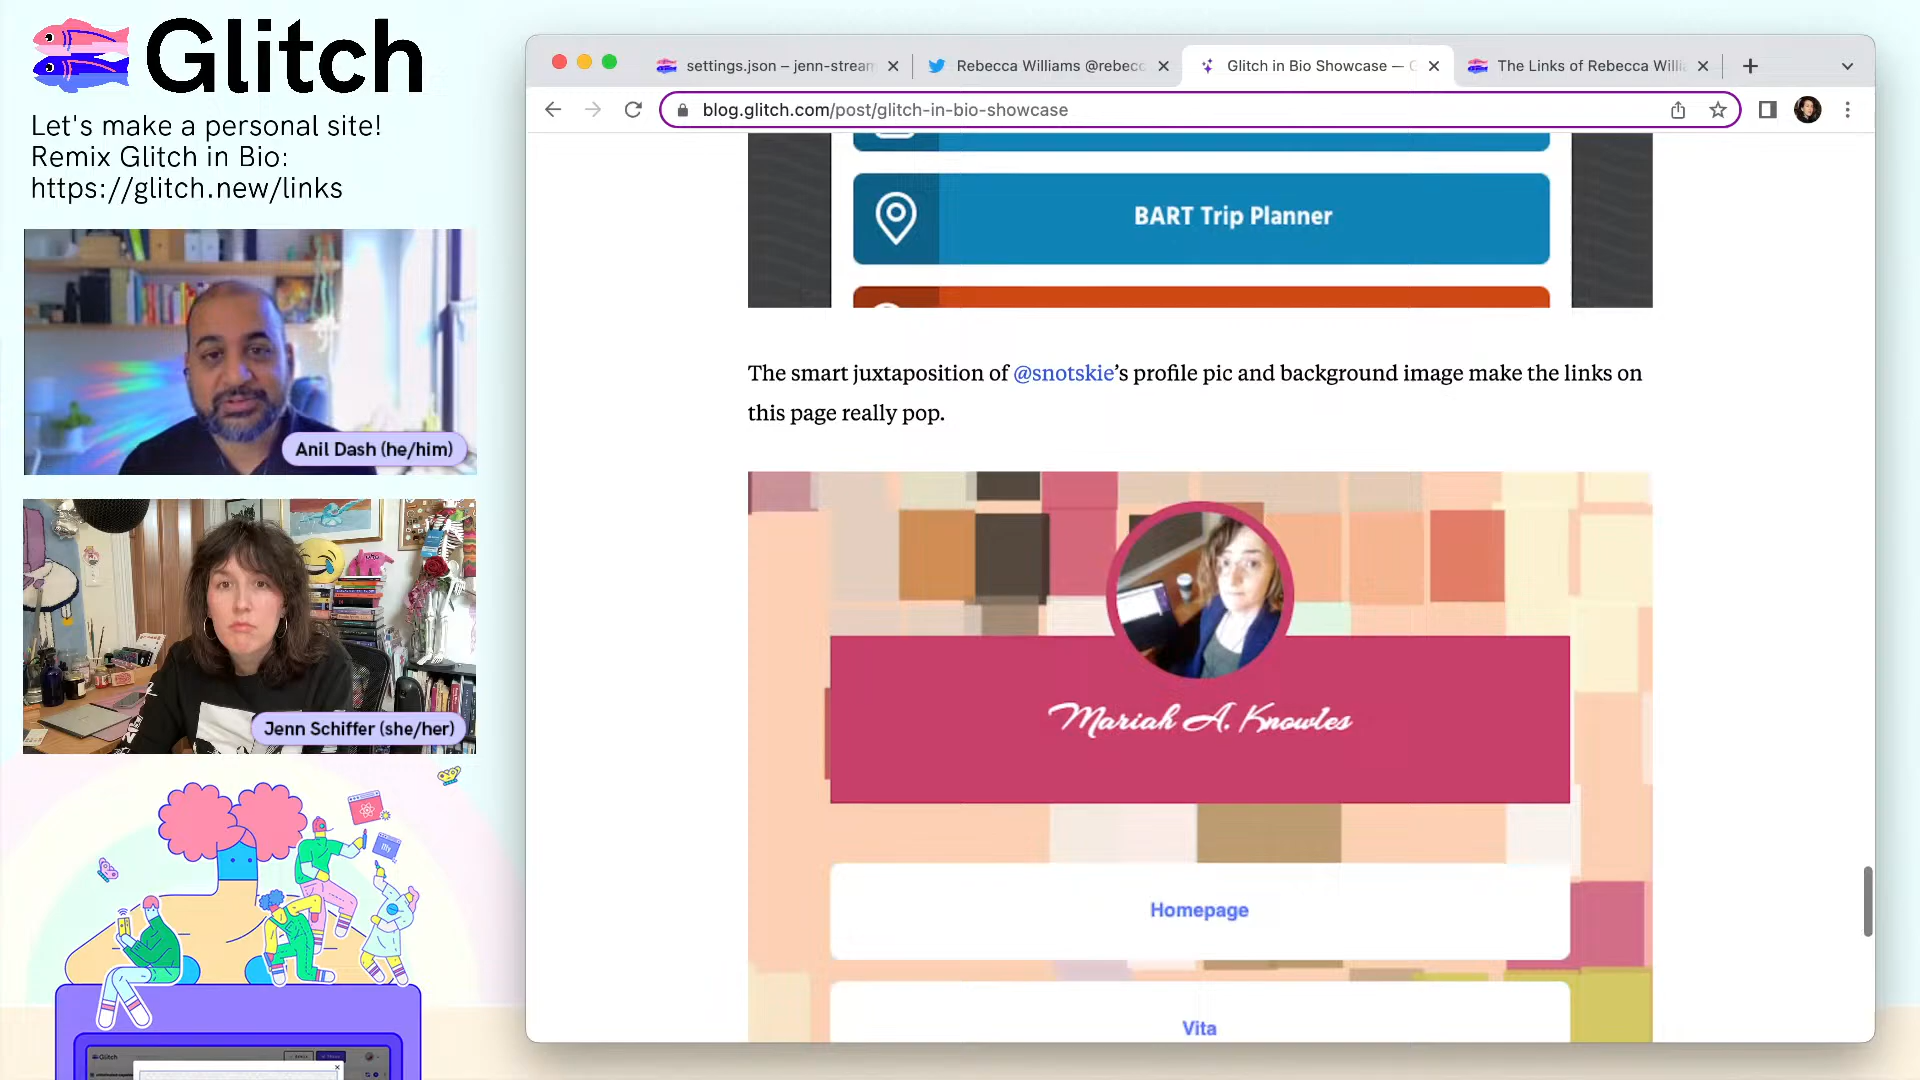 Glitch
Let's make a personal site!
Remix Glitch in Bio:
https://glitch.new/links
Anil Dash (he/him)
Jenn Schiffer (she/her)
settings.json – jenn-stream
Rebecca Williams @rebecc
Glitch in Bio Showcase — G
The Links of Rebecca Willi
blog.glitch.com/post/glitch-in-bio-showcase
BART Trip Planner
The smart juxtaposition of @snotskie's profile pic and background image make the links on
this page really pop.
Mariah A. Knowles
Homepage
Vita